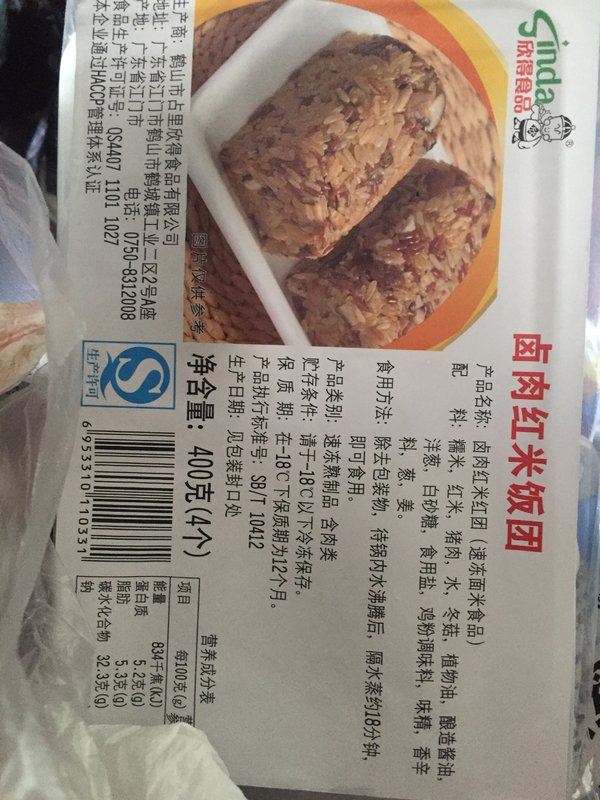 Sinda
欣得食品
®
卤肉红米饭团
产品名称: 卤肉红米红团(速冻面米食品)
配 料: 糯米, 红米, 猪肉, 水, 冬菇, 植物油, 酿造酱油,
洋葱, 白砂糖, 食用盐, 鸡粉调味料, 味精, 香辛
料, 葱, 姜。
食用方法: 除去包装物, 待锅内水沸腾后, 隔水蒸约18分钟,
即可食用。
产品类别: 速冻熟制品 含肉类
贮存条件: 请于-18℃以下冷冻保存。
保 质 期: 在-18℃下保质期为12个月。
产品执行标准号: SB/T 10412
生产日期: 见包装封口处
净含量: 400克(4个)
图片仅供参考
生产商: 鹤山市占里欣得食品有限公司
地址: 广东省江门市鹤山市鹤城镇工业二区2号A座
产地: 广东省江门市 电话: 0750-8312008
食品生产许可证号: QS4407 1101 1027
本企业通过HACCP管理体系认证
生产许可
6953310110331
营养成分表
项目 每100克(g)
能量 834千焦(KJ)
蛋白质 5.2克(g)
脂肪 5.3克(g)
碳水化合物 32.3克(g)
钠